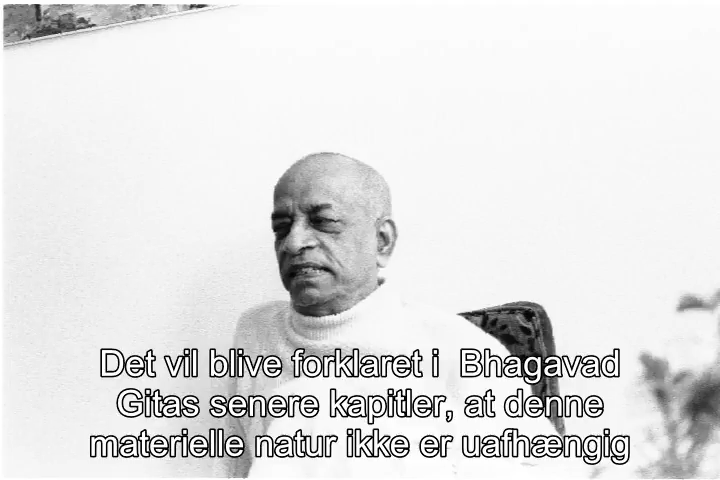 Det vil blive forklaret i  Bhagavad
Gitas senere kapitler, at denne
materielle natur ikke er uafhængig